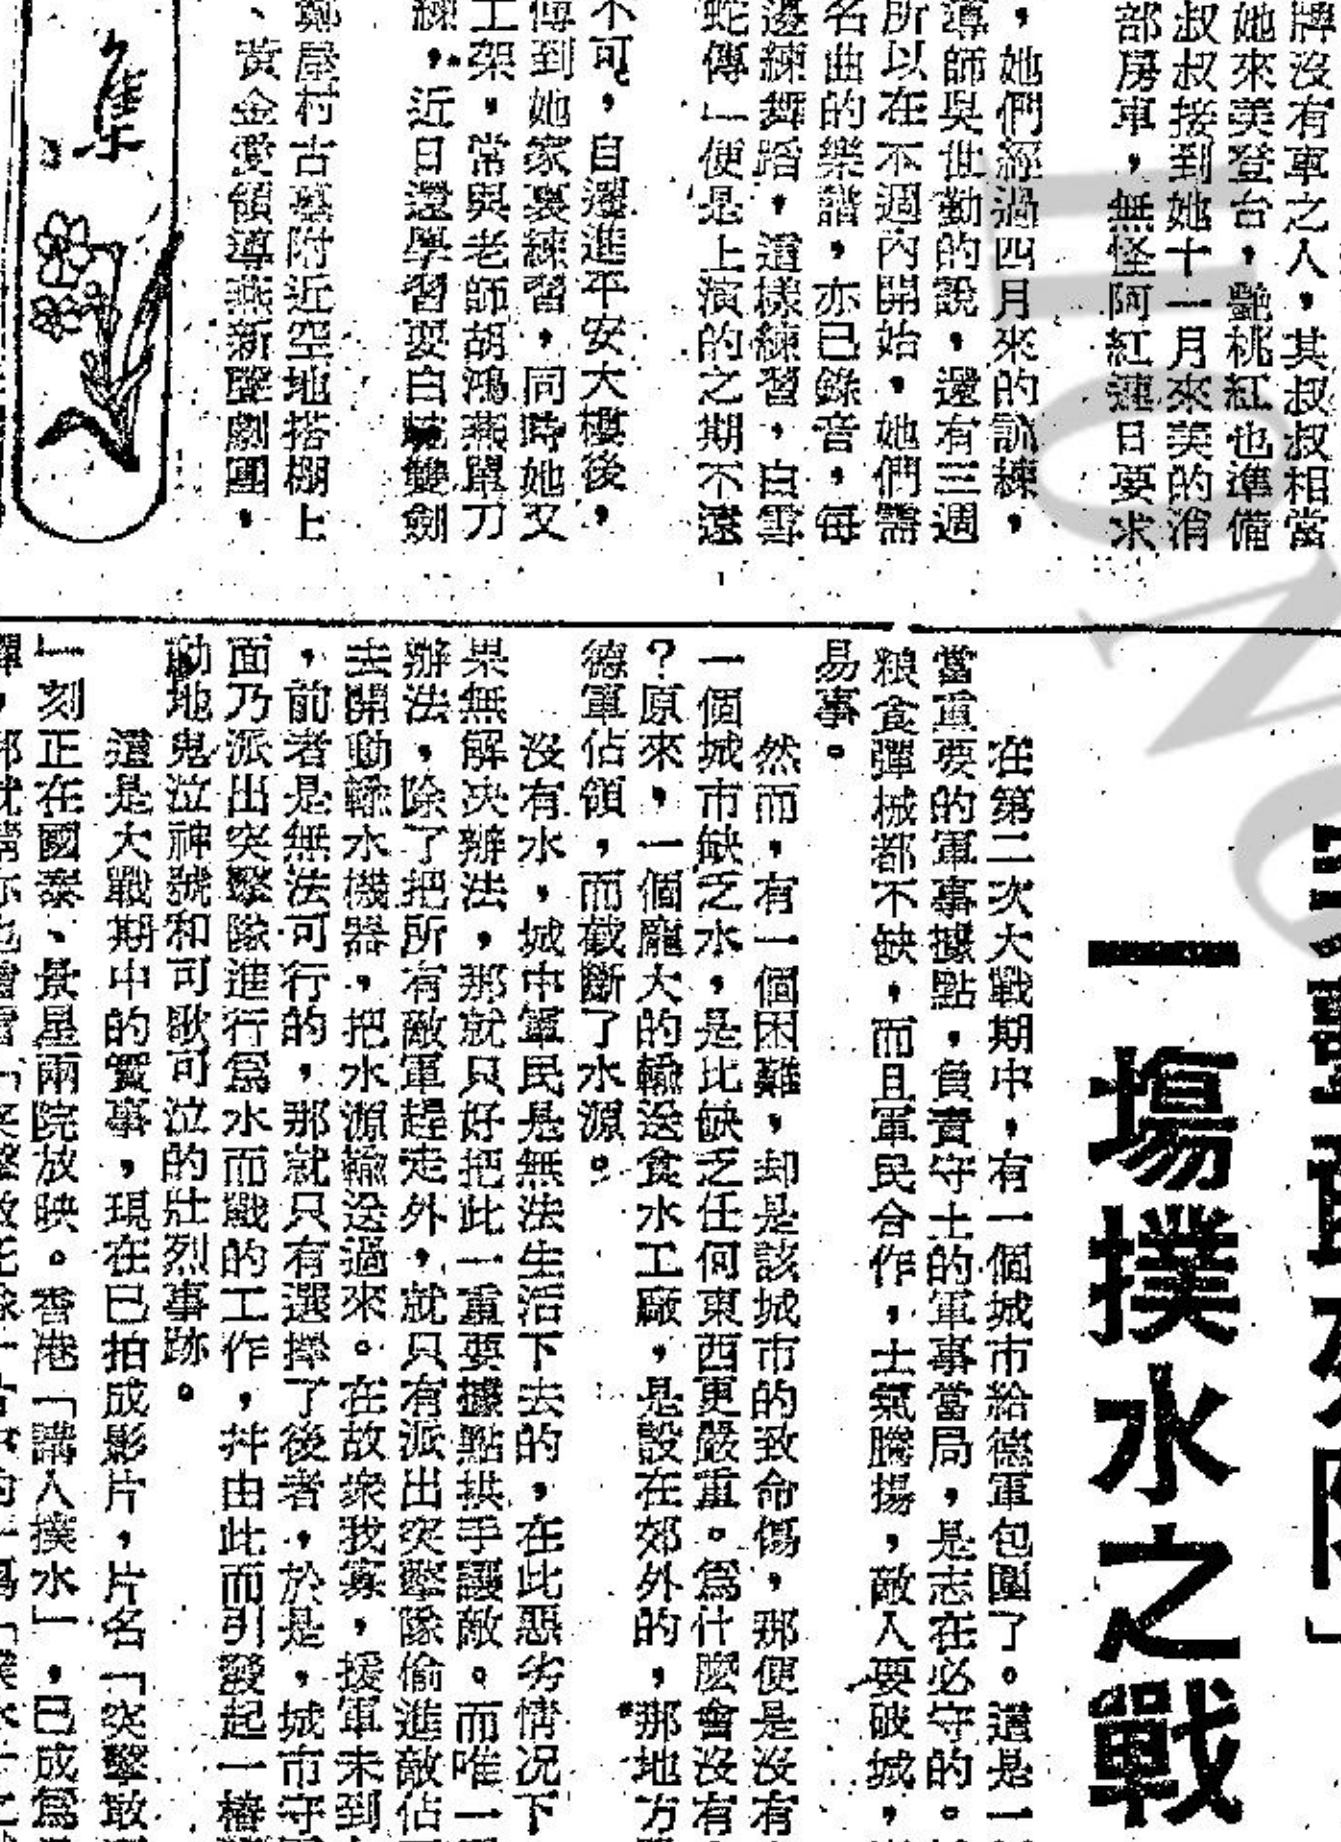 牌沒有車之人，其叔叔相當
她來美登台，艷桃紅也準備
叔叔接到她十一月來美的消
部房車，無怪阿紅連日要求
，她們經過四月來的訓練，
導師吳世勳的說，還有三週
所以在不週內開始，她們需
名曲的樂譜，亦已錄音，每
邊練舞蹈，這樣練習，白雪
蛇傳」便是上演的之期不遠
不可，自遷進平安大樓後，
傳到她家裏練習，同時她又
工架，常與老師胡鴻燕單刀
練，近日還學習耍白蛇雙劍
鄭屋村古墓附近空地搭棚上
、黃金愛領導燕新聲劇團，
集
一場撲水之戰
在第二次大戰期中，有一個城市給德軍包圍了。這是一
當重要的軍事據點，負責守土的軍事當局，是志在必守的。
粮食彈械都不缺，而且軍民合作，士氣騰揚，敵人要破城，
易事。
然而，有一個困難，却是該城市的致命傷，那便是沒有
一個城市缺乏水，是比缺乏任何東西更嚴重。爲什麽會沒有
？原來，一個龐大的輸送食水工廠，是設在郊外的，那地方
德軍佔領，而截斷了水源。
沒有水，城中軍民是無法生活下去的，在此惡劣情况下
果無解決辦法，那就只好把此一重要據點拱手讓敵。而唯一
辦法，除了把所有敵軍趕走外，就只有派出突擊隊偷進敵佔
去開動輸水機器，把水源輸送過來。在敌衆我寡，援軍未到
，前者是無法可行的，那就只有選擇了後者，於是，城市守
面乃派出突擊隊進行爲水而戰的工作，幷由此而引發起一樁
動地鬼泣神號和可歌可泣的壯烈事跡。
這是大戰期中的實事，現在已拍成影片，片名「突擊敢
」刻正在國泰、景星兩院放映。香港「講人撲水」，已成爲